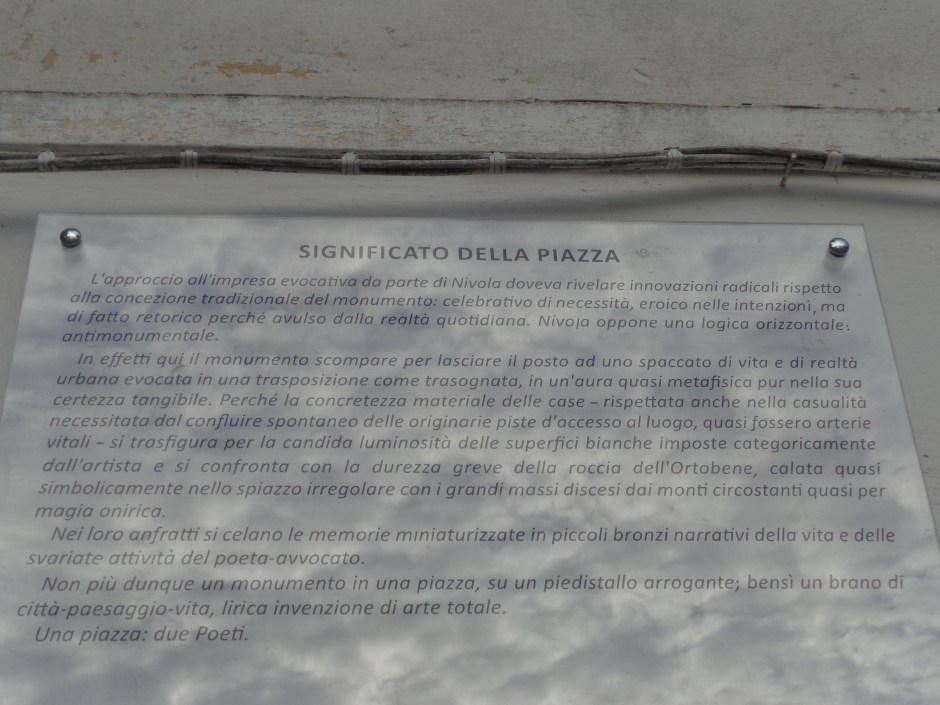 SIGNIFICATO DELLA PIAZZA
L'approccio all'impresa evocativa da parte di Nivola doveva rivelare innovazioni radicali rispetto
alla concezione tradizionale del monumento: celebrativo di necessità, eroico nelle intenzioni, ma
di fatto retorico perché avulso dalla realtà quotidiana. Nivola oppone una logica orizzontale:
antimonumentale.
In effetti qui il monumento scompare per lasciare il posto ad uno spaccato di vita e di realtà
urbana evocata in una trasposizione come trasognata, in un'aura quasi metafisica pur nella sua
certezza tangibile. Perché la concretezza materiale delle case – rispettata anche nella casualità
necessitata dal confluire spontaneo delle originarie piste d'accesso al luogo, quasi fossero arterie
vitali – si trasfigura per la candida luminosità delle superfici bianche imposte categoricamente
dall'artista e si confronta con la durezza greve della roccia dell'Ortobene, calata quasi
simbolicamente nello spiazzo irregolare con i grandi massi discesi dai monti circostanti quasi per
magia onirica.
Nei loro anfratti si celano le memorie miniaturizzate in piccoli bronzi narrativi della vita e delle
svariate attività del poeta-avvocato.
Non più dunque un monumento in una piazza, su un piedistallo arrogante; bensì un brano di
città-paesaggio-vita, lirica invenzione di arte totale.
Una piazza: due Poeti.